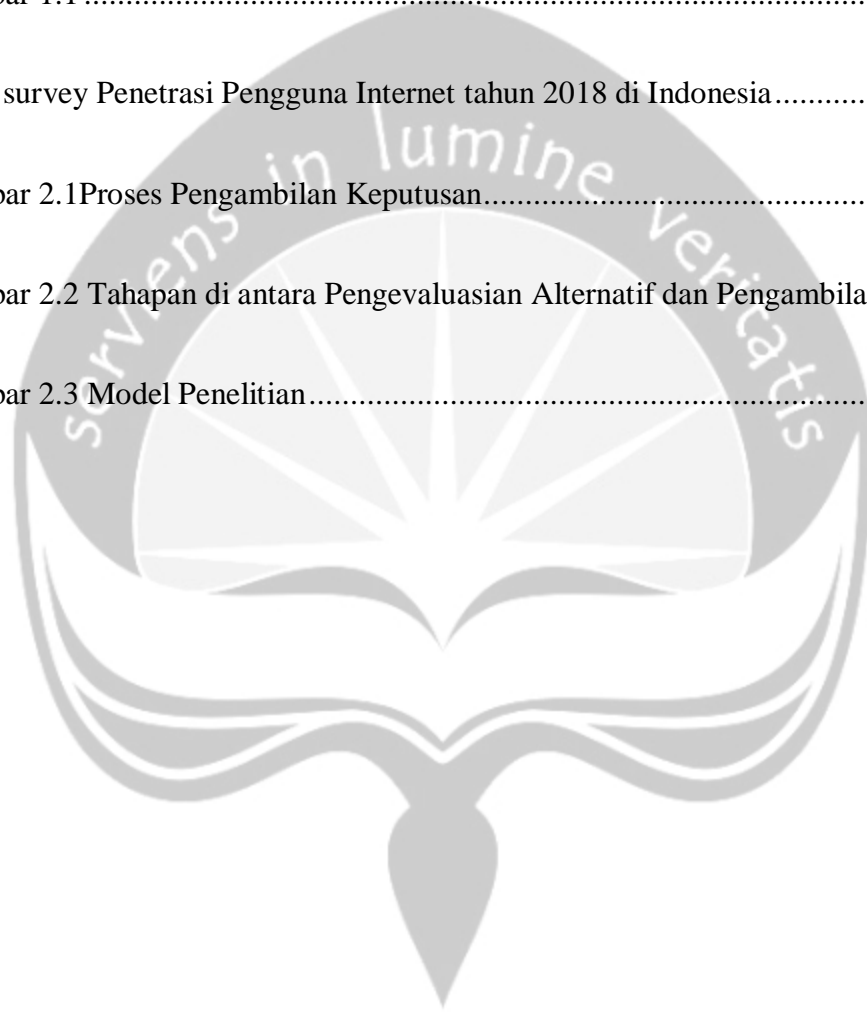 bar 1.1 ..........................................................................................
survey Penetrasi Pengguna Internet tahun 2018 di Indonesia...........
bar 2.1Proses Pengambilan Keputusan................................................
bar 2.2 Tahapan di antara Pengevaluasian Alternatif dan Pengambila
bar 2.3 Model Penelitian......................................................................
serviens in lumine veritatis